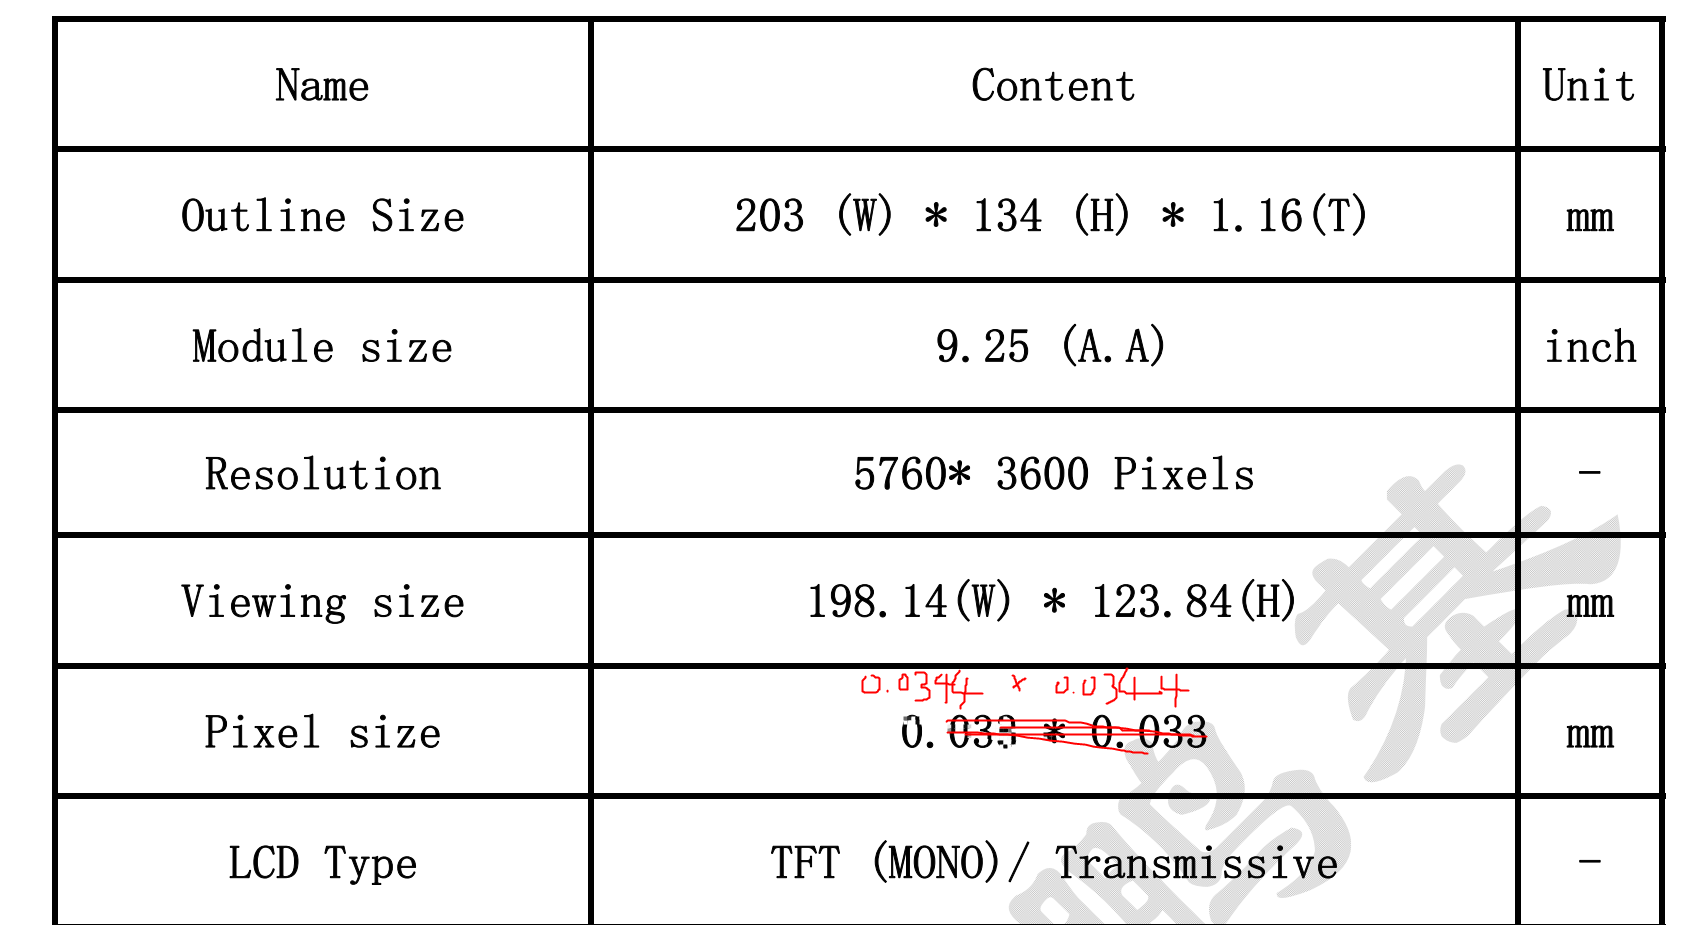 Name Content Unit
Outline Size 203 (W) * 134 (H) * 1.16(T) mm
Module size 9.25 (A.A) inch
Resolution 5760* 3600 Pixels -
Viewing size 198.14(W) * 123.84(H) mm
0.0344 × 0.0344
Pixel size 0.033 * 0.033 mm
LCD Type TFT (MONO)/ Transmissive -